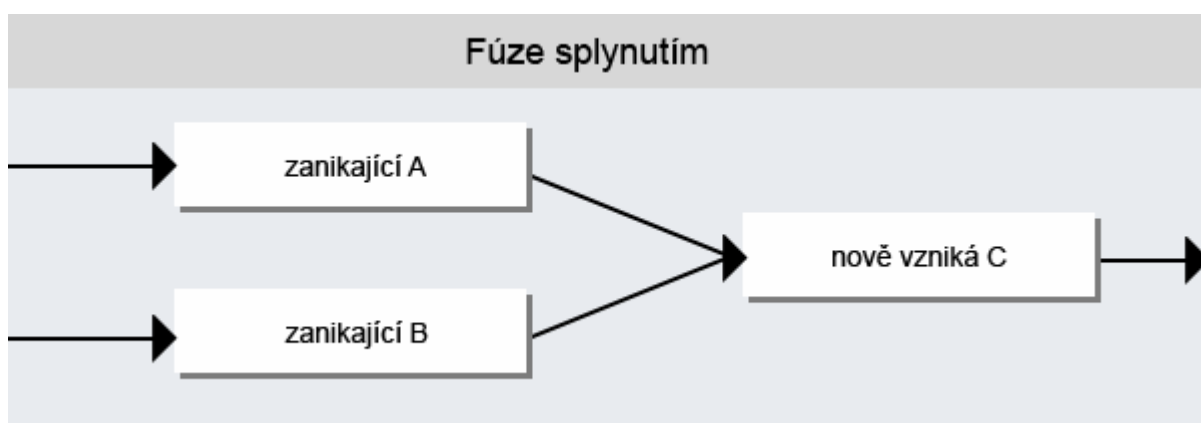 Fúze splynutím
zanikající A
nově vzniká C
zanikající B